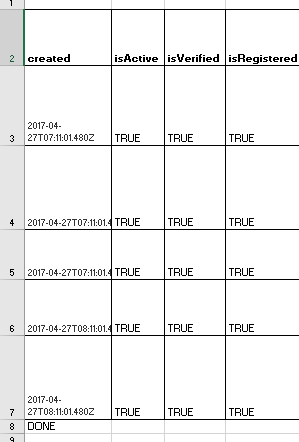 1
2 created isActive isVerified isRegistered
2017-04-
3 27T07:11:01.480Z TRUE TRUE TRUE
4 2017-04-27T07:11:01.4 TRUE TRUE TRUE
5 2017-04-27T07:11:01.4 TRUE TRUE TRUE
6 2017-04-27T08:11:01.4 TRUE TRUE TRUE
2017-04-
7 27T08:11:01.480Z TRUE TRUE TRUE
8 DONE
9